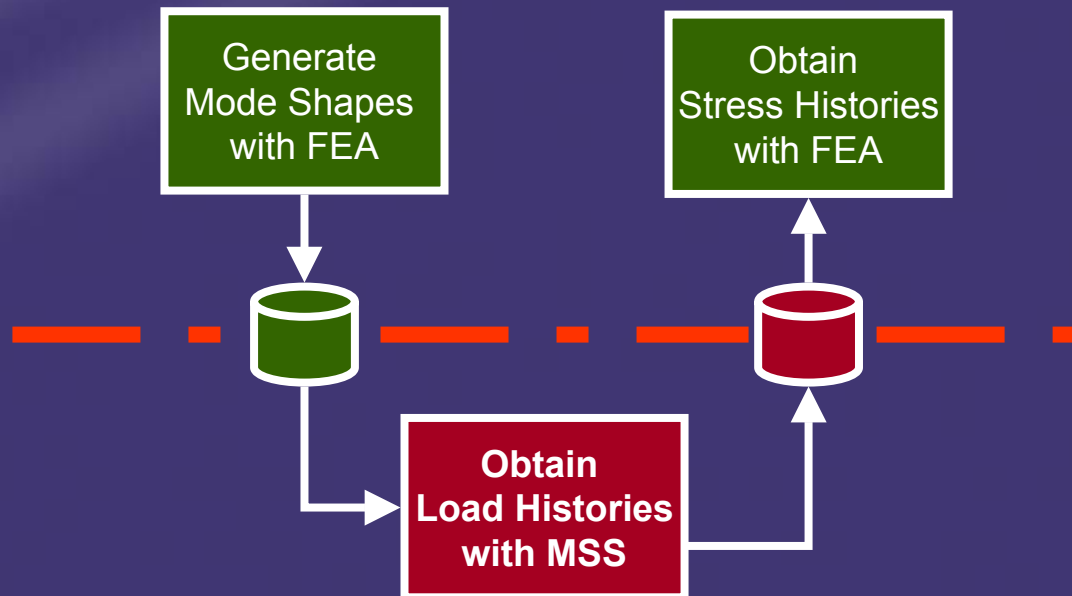 Generate
Mode Shapes
with FEA
Obtain
Stress Histories
with FEA
Obtain
Load Histories
with MSS